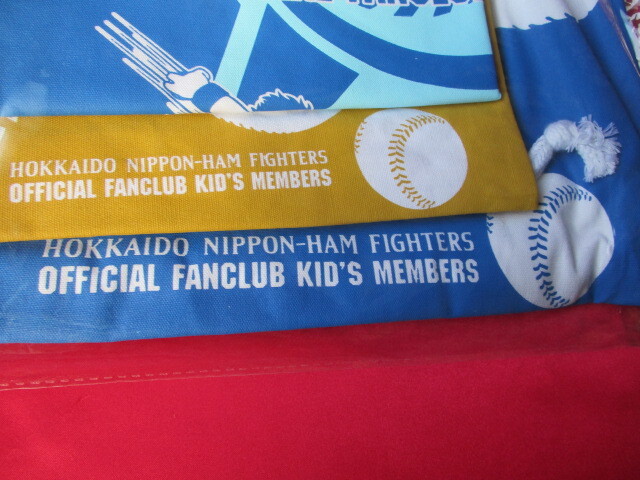 HOKKAIDO NIPPON-HAM FIGHTERS
OFFICIAL FANCLUB KID'S MEMBERS
HOKKAIDO NIPPON-HAM FIGHTERS
OFFICIAL FANCLUB KID'S MEMBERS